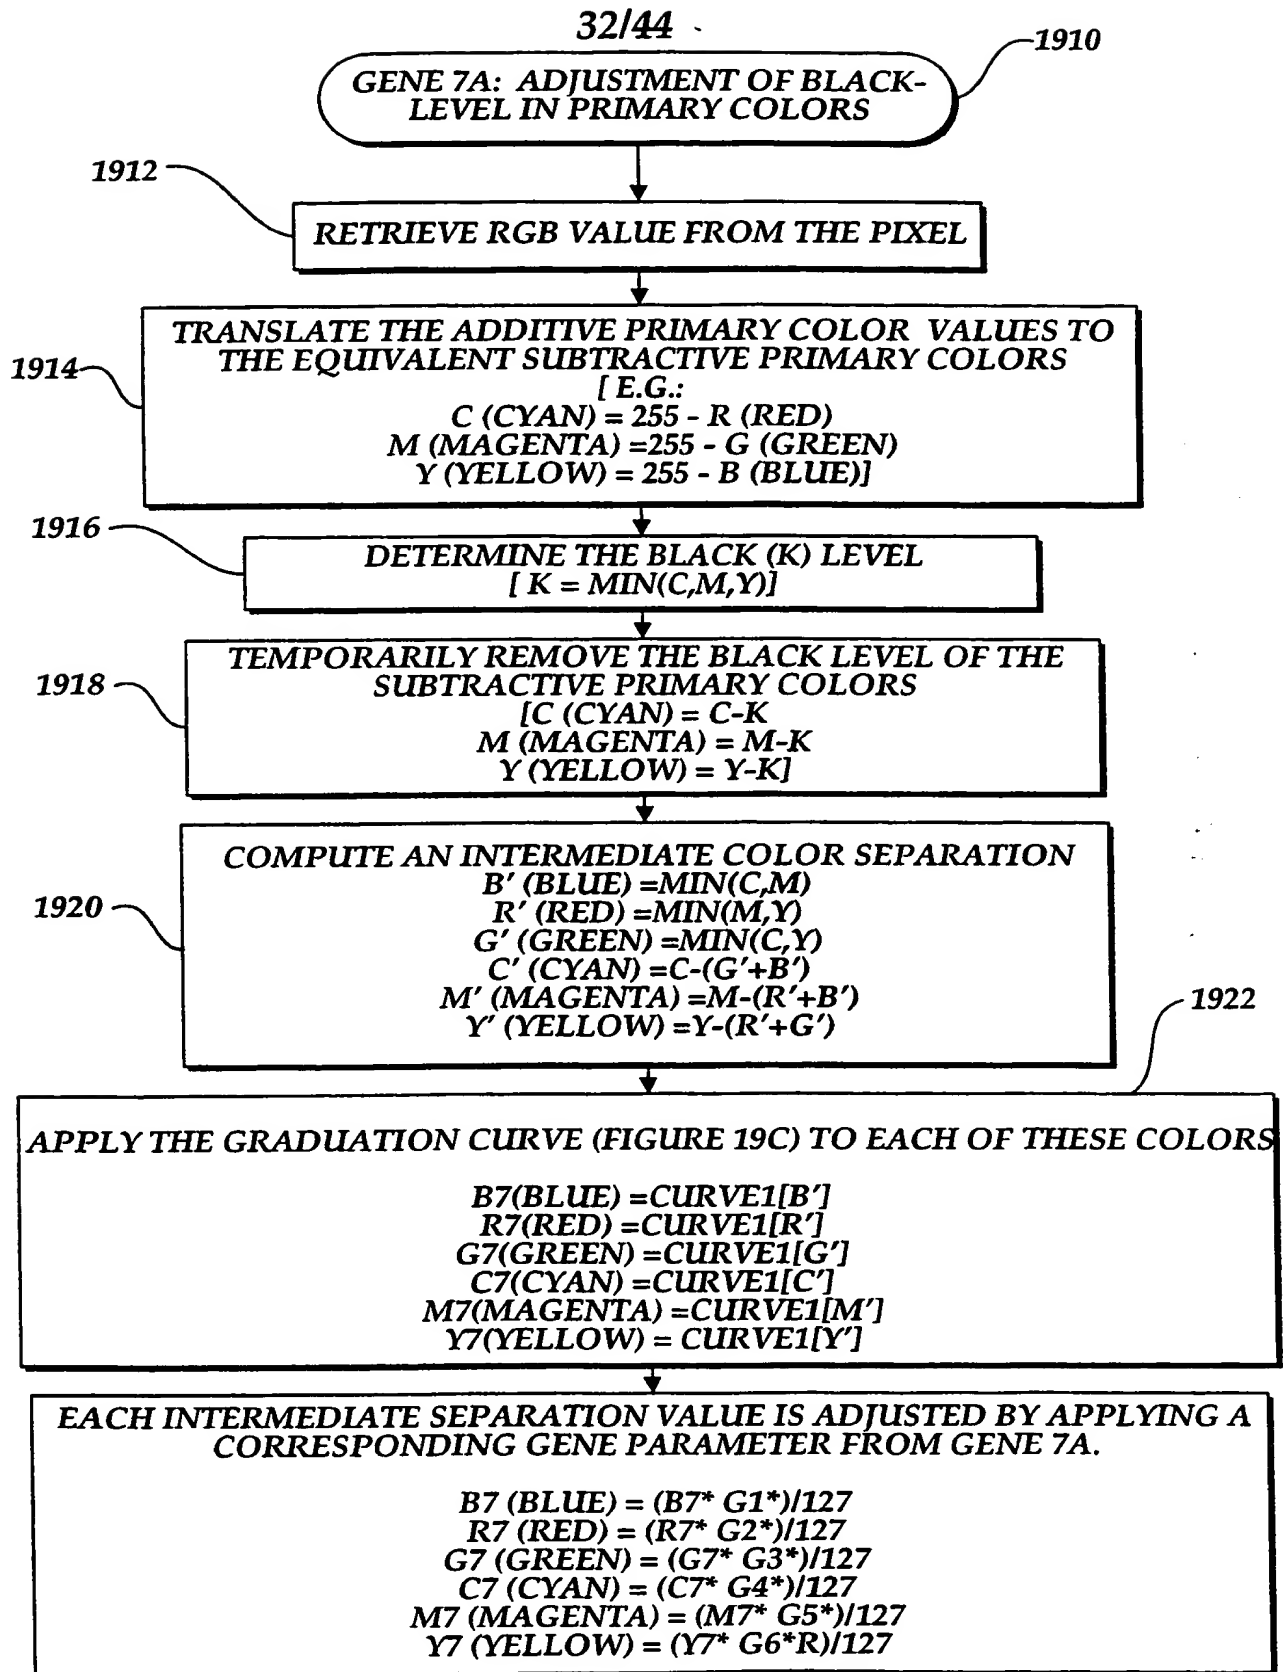 32/44
1910
GENE 7A: ADJUSTMENT OF BLACK-
LEVEL IN PRIMARY COLORS
1912
RETRIEVE RGB VALUE FROM THE PIXEL
1914
TRANSLATE THE ADDITIVE PRIMARY COLOR VALUES TO
THE EQUIVALENT SUBTRACTIVE PRIMARY COLORS
[ E.G.:
C (CYAN) = 255 - R (RED)
M (MAGENTA) =255 - G (GREEN)
Y (YELLOW) = 255 - B (BLUE)]
1916
DETERMINE THE BLACK (K) LEVEL
[ K = MIN(C,M,Y)]
1918
TEMPORARILY REMOVE THE BLACK LEVEL OF THE
SUBTRACTIVE PRIMARY COLORS
[C (CYAN) = C-K
M (MAGENTA) = M-K
Y (YELLOW) = Y-K]
1920
COMPUTE AN INTERMEDIATE COLOR SEPARATION
B' (BLUE) =MIN(C,M)
R' (RED) =MIN(M,Y)
G' (GREEN) =MIN(C,Y)
C' (CYAN) =C-(G'+B')
M' (MAGENTA) =M-(R'+B')
Y' (YELLOW) =Y-(R'+G')
1922
APPLY THE GRADUATION CURVE (FIGURE 19C) TO EACH OF THESE COLORS
B7(BLUE) =CURVE1[B']
R7(RED) =CURVE1[R']
G7(GREEN) =CURVE1[G']
C7(CYAN) =CURVE1[C']
M7(MAGENTA) =CURVE1[M']
Y7(YELLOW) = CURVE1[Y']
EACH INTERMEDIATE SEPARATION VALUE IS ADJUSTED BY APPLYING A
CORRESPONDING GENE PARAMETER FROM GENE 7A.
B7 (BLUE) = (B7* G1*)/127
R7 (RED) = (R7* G2*)/127
G7 (GREEN) = (G7* G3*)/127
C7 (CYAN) = (C7* G4*)/127
M7 (MAGENTA) = (M7* G5*)/127
Y7 (YELLOW) = (Y7* G6*R)/127